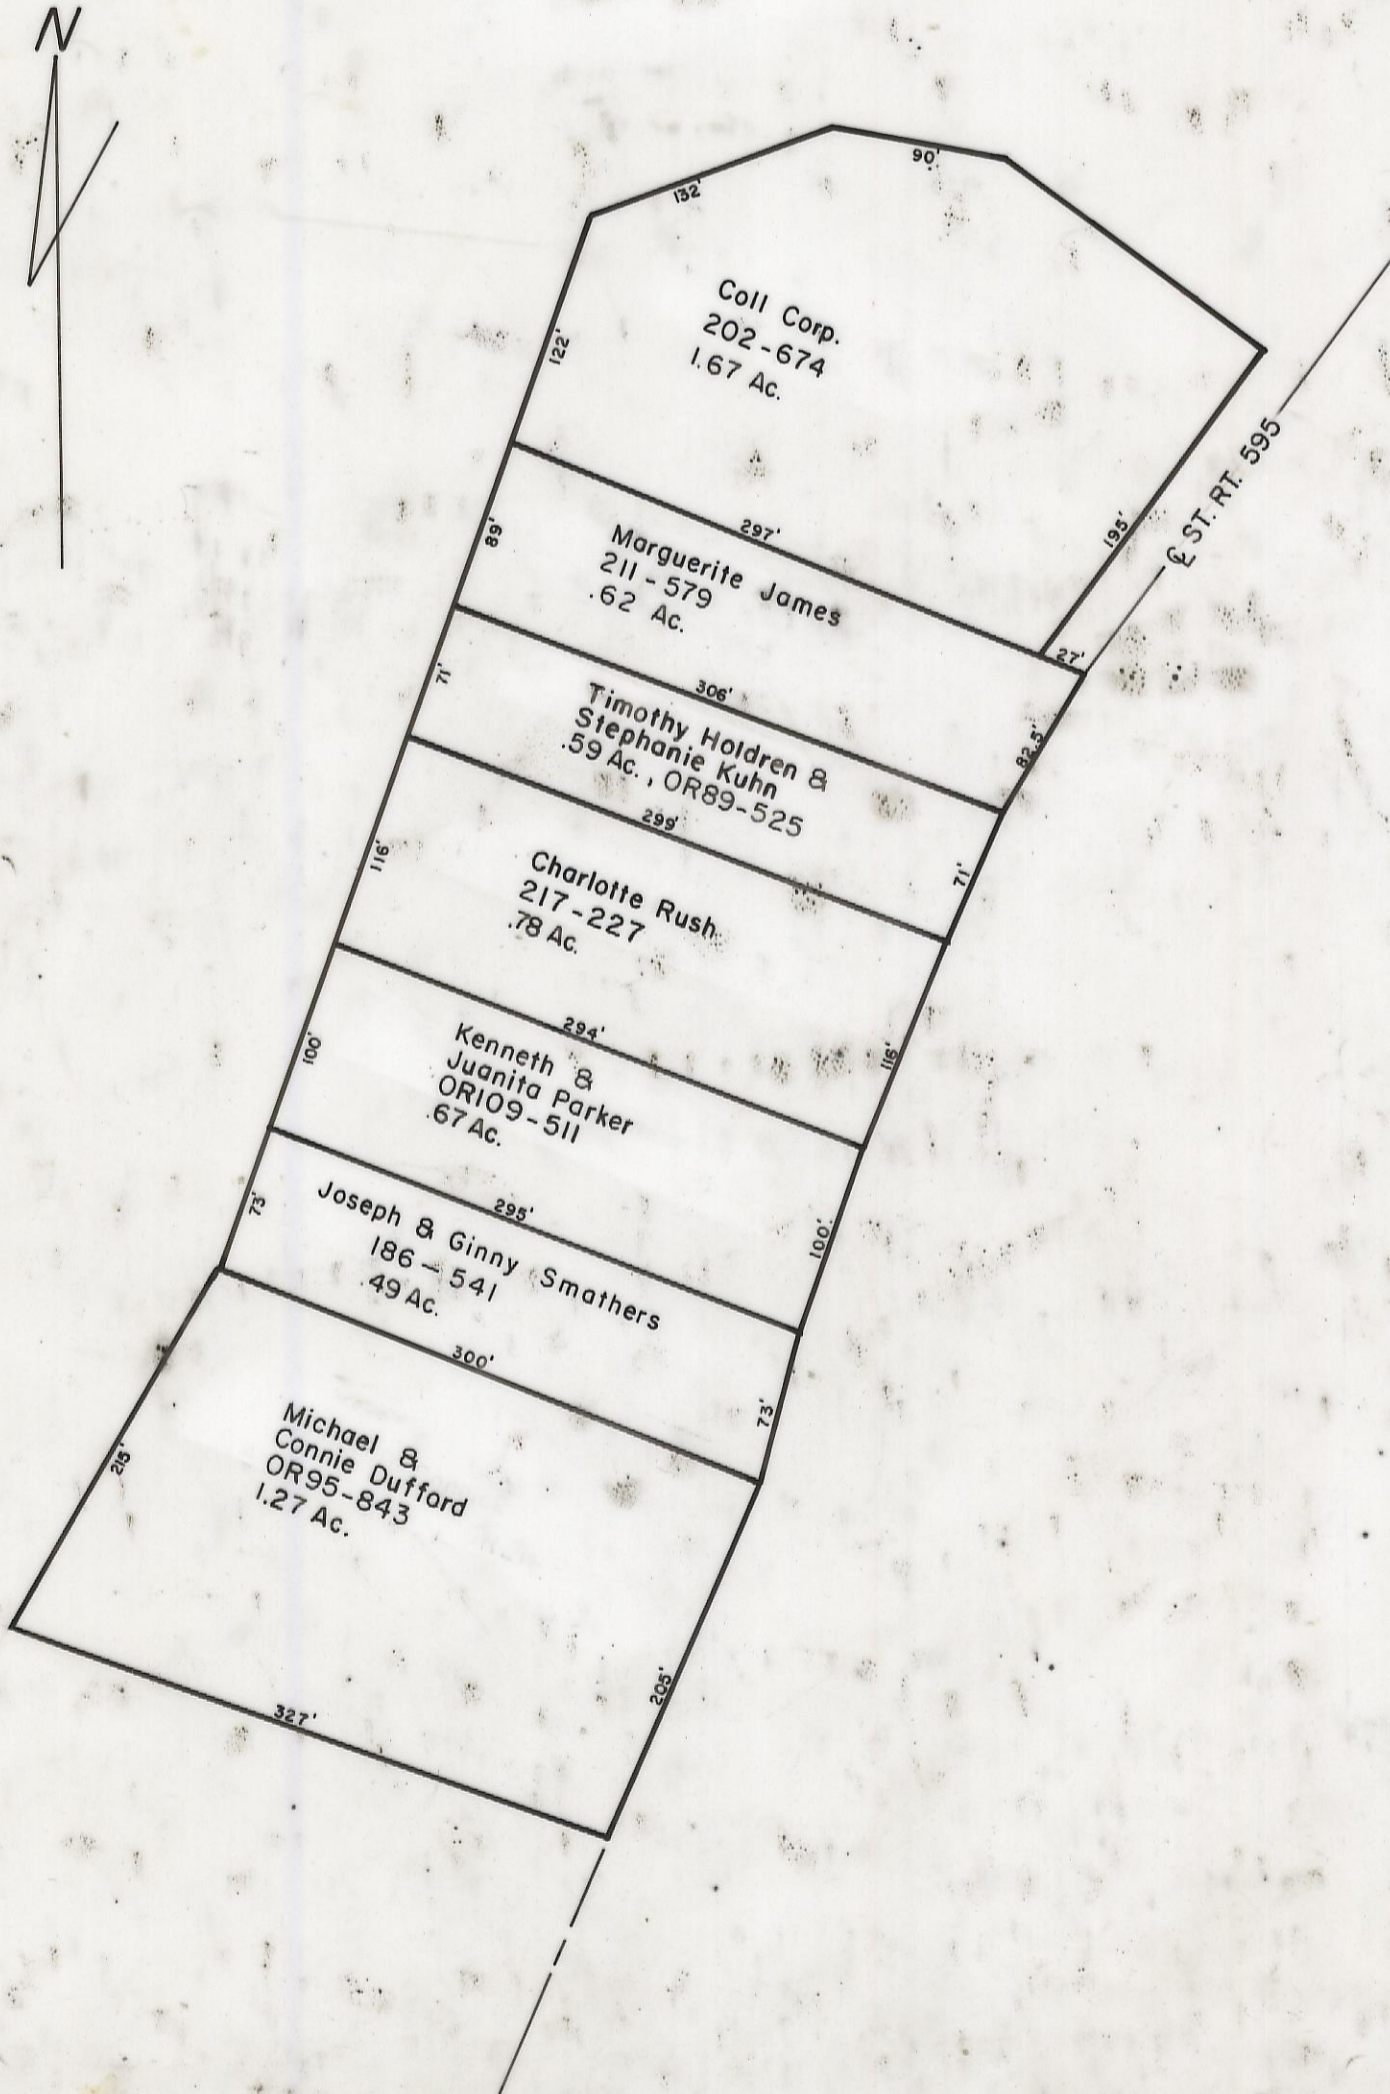 N
132'
90'
122'
Coll Corp.
202-674
1.67 Ac.
195'
℄ ST. RT. 595
297'
27'
89'
Marguerite James
211-579
.62 Ac.
82.5'
306'
71'
Timothy Holdren &
Stephanie Kuhn
.59 Ac., OR89-525
71'
299'
116'
Charlotte Rush
217-227
.78 Ac.
116'
294'
100'
Kenneth &
Juanita Parker
OR109-511
.67 Ac.
100'
295'
73'
Joseph & Ginny Smathers
186-541
.49 Ac.
73'
300'
215'
Michael &
Connie Dufford
OR95-843
1.27 Ac.
205'
327'